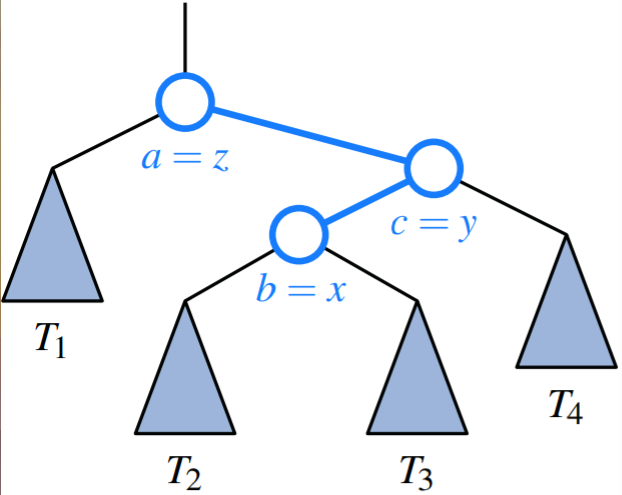 a = z
c = y
b = x
T1
T4
T2
T3